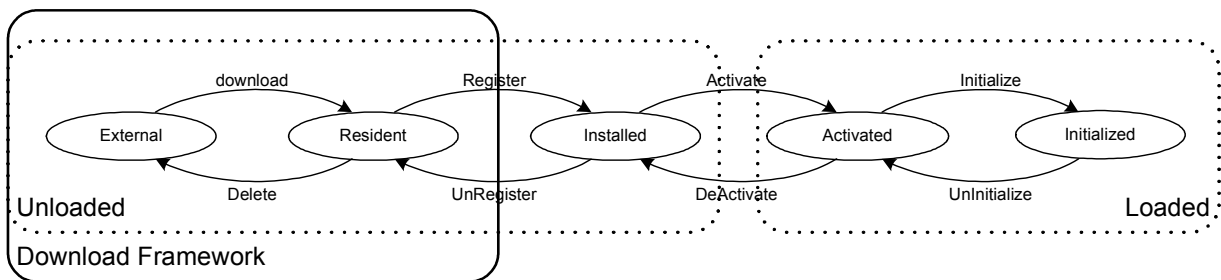 download
Register
Activate
Initialize
External
Resident
Installed
Activated
Initialized
Delete
UnRegister
DeActivate
UnInitialize
Unloaded
Loaded
Download Framework